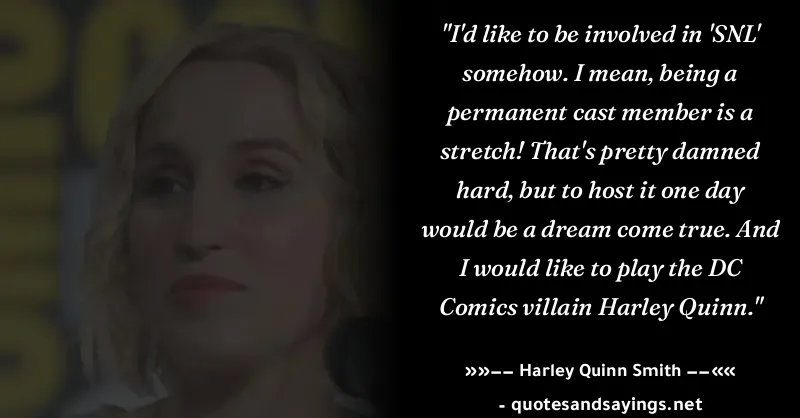 "I'd like to be involved in 'SNL'
somehow. I mean, being a
permanent cast member is a
stretch! That's pretty damned
hard, but to host it one day
would be a dream come true. And
I would like to play the DC
Comics villain Harley Quinn."
»»−− Harley Quinn Smith −−««
- quotesandsayings.net